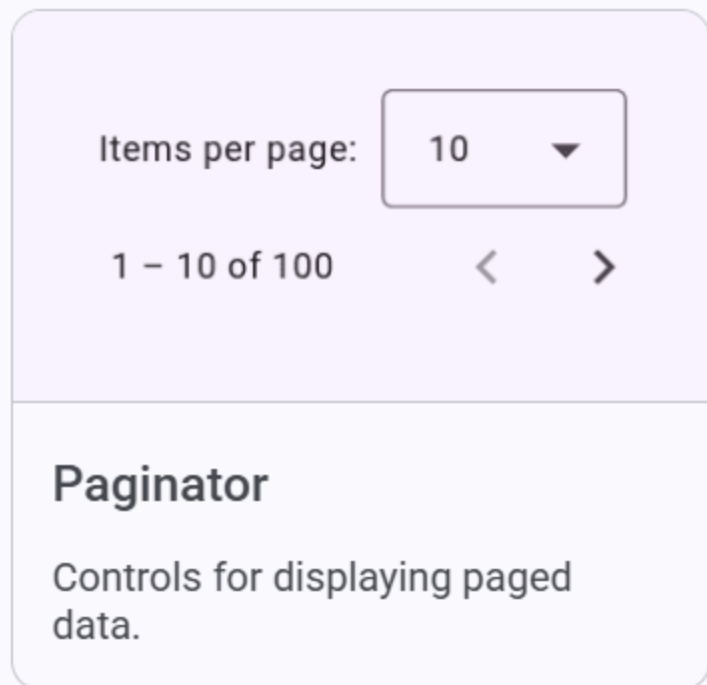 Items per page: 10
1 – 10 of 100
Paginator
Controls for displaying paged
data.